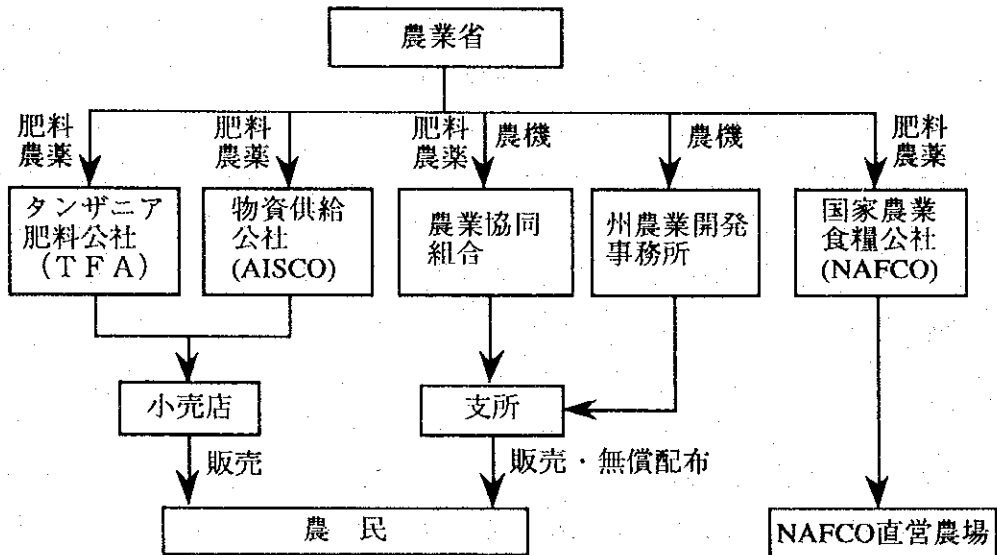 農業省
肥料
農薬
肥料
農薬
肥料
農薬
農機
農機
肥料
農薬
タンザニア
肥料公社
(TFA)
物資供給
公社
(AISCO)
農業協同
組合
州農業開発
事務所
国家農業
食糧公社
(NAFCO)
小売店
支所
販売
販売・無償配布
農 民
NAFCO直営農場